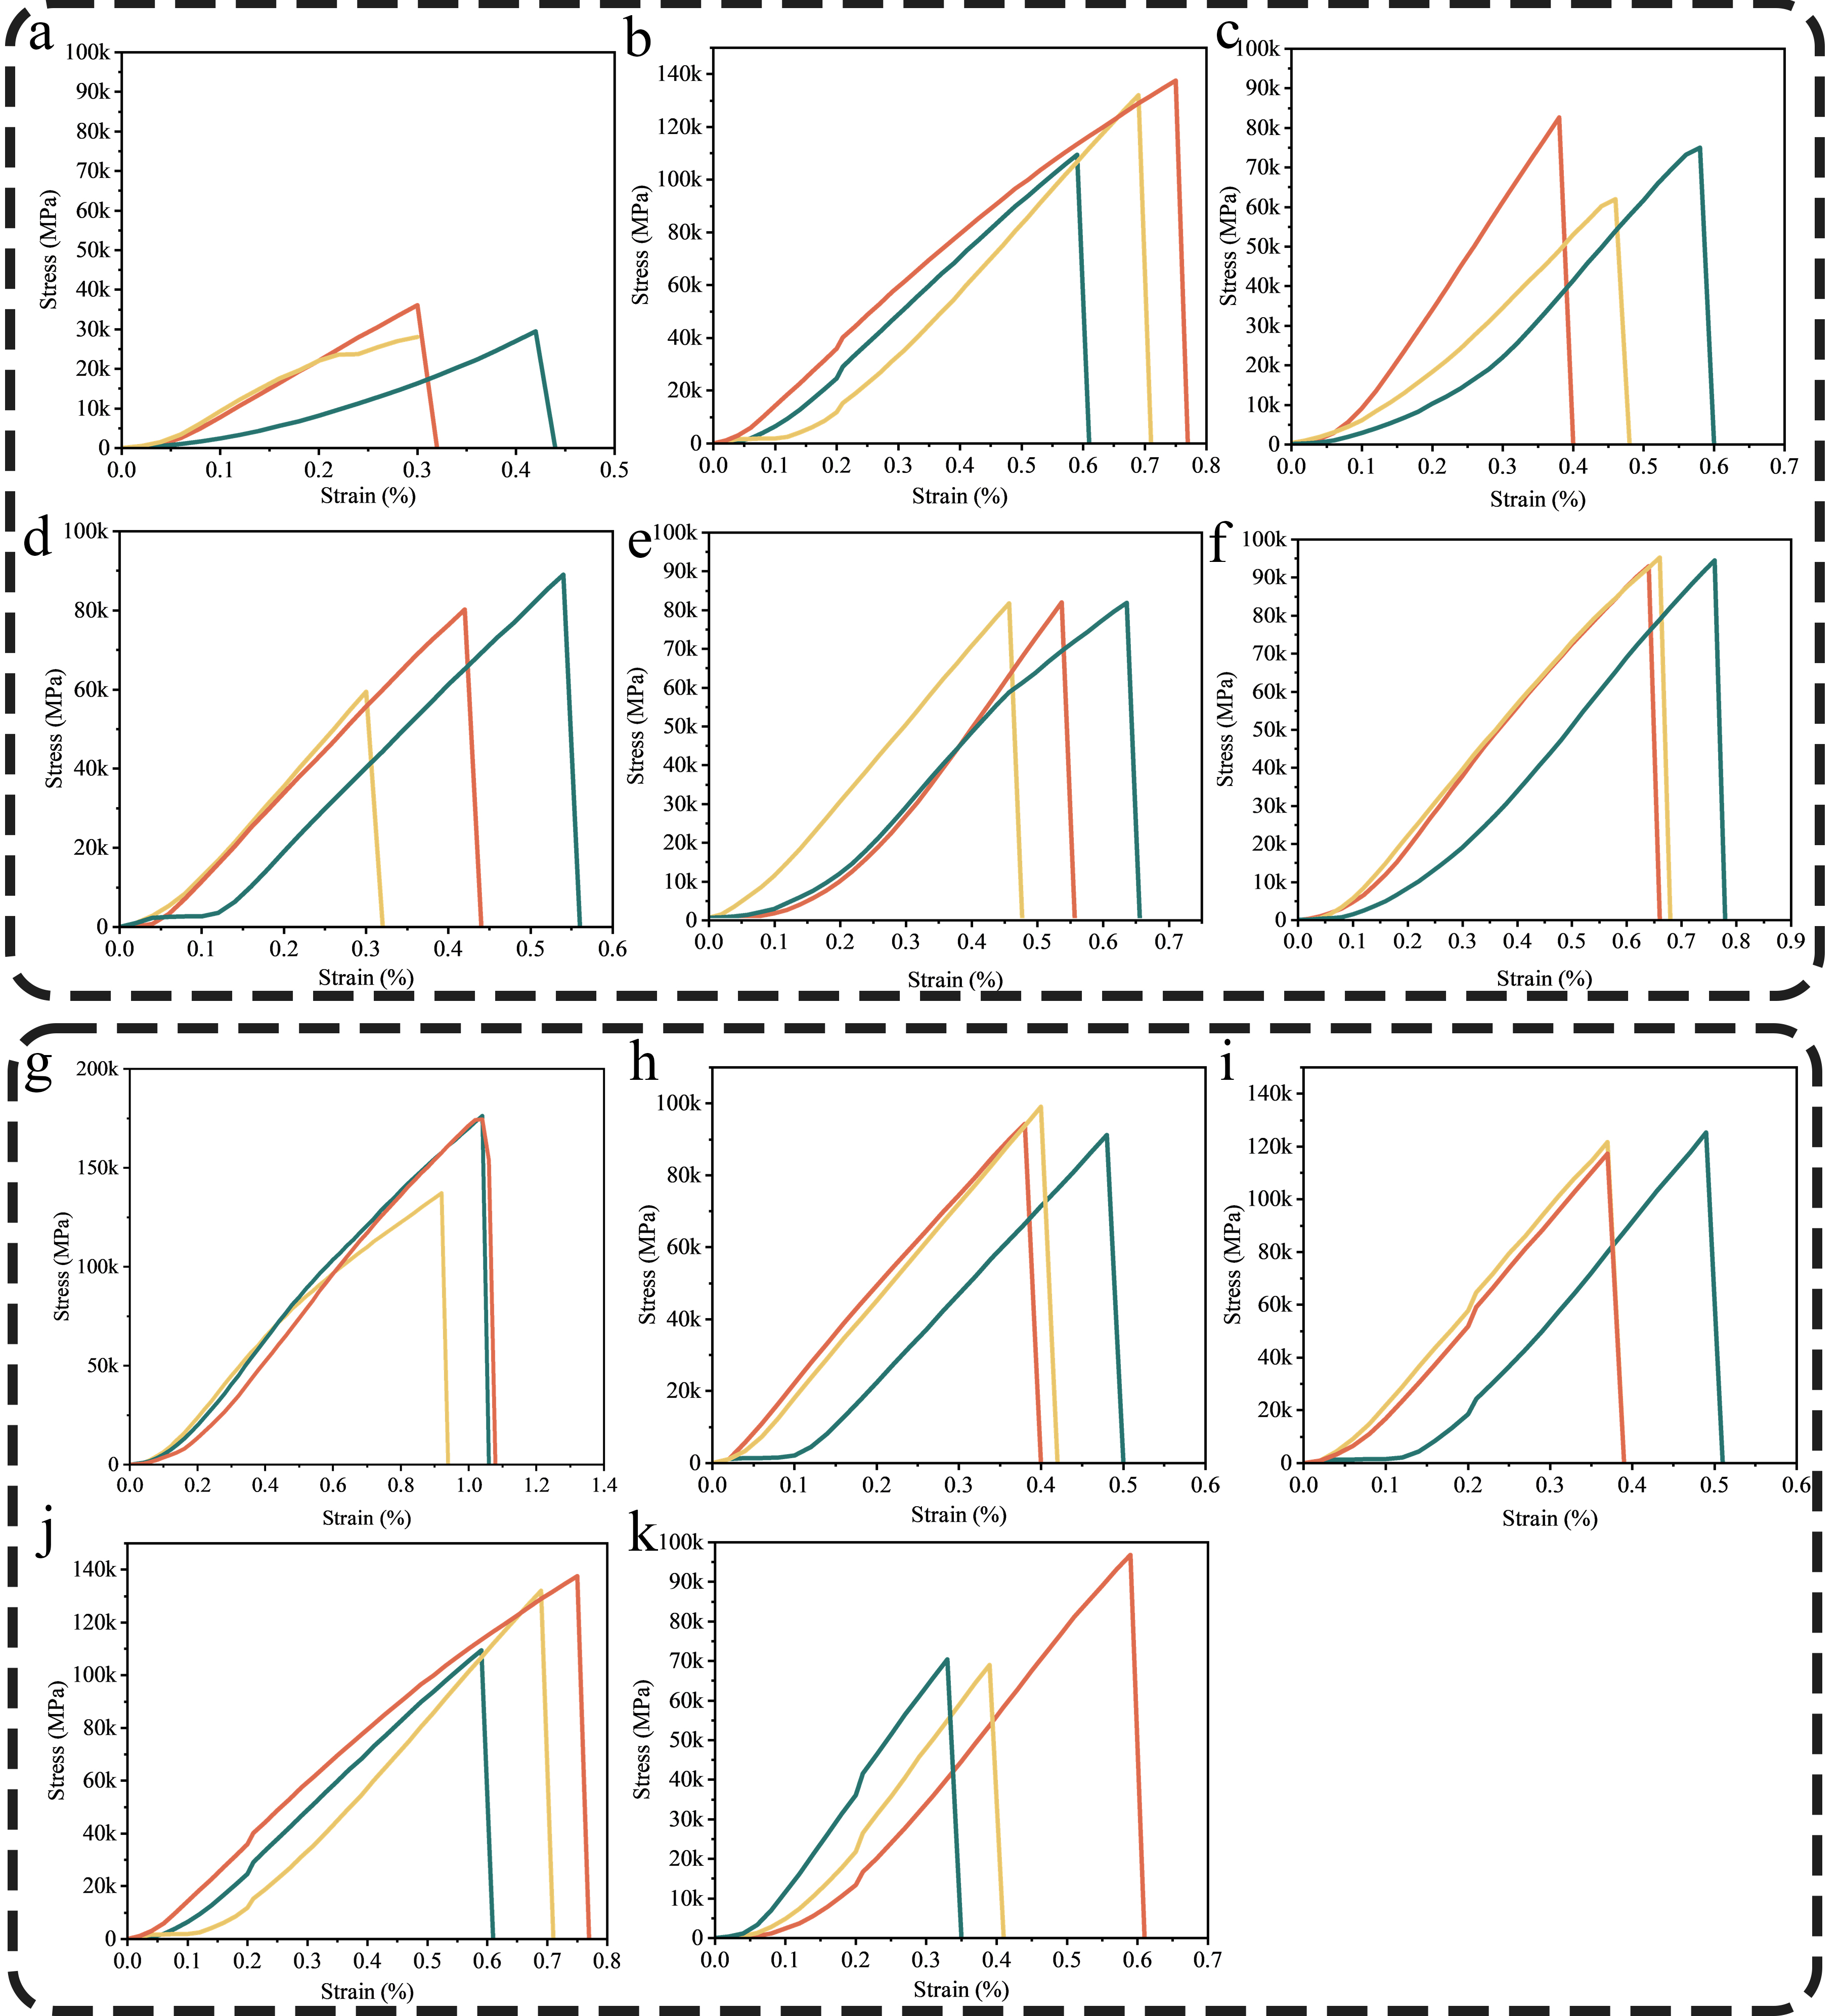 a
100k
90k
80k
70k
60k
50k
40k
30k
20k
10k
0
Stress (MPa)
0.0 0.1 0.2 0.3 0.4 0.5
Strain (%)
b
140k
120k
100k
80k
60k
40k
20k
0
Stress (MPa)
0.0 0.1 0.2 0.3 0.4 0.5 0.6 0.7 0.8
Strain (%)
c
100k
90k
80k
70k
60k
50k
40k
30k
20k
10k
0
Stress (MPa)
0.0 0.1 0.2 0.3 0.4 0.5 0.6 0.7
Strain (%)
d
100k
80k
60k
40k
20k
0
Stress (MPa)
0.0 0.1 0.2 0.3 0.4 0.5 0.6
Strain (%)
e
100k
90k
80k
70k
60k
50k
40k
30k
20k
10k
0
Stress (MPa)
0.0 0.1 0.2 0.3 0.4 0.5 0.6 0.7
Strain (%)
f
100k
90k
80k
70k
60k
50k
40k
30k
20k
10k
0
Stress (MPa)
0.0 0.1 0.2 0.3 0.4 0.5 0.6 0.7 0.8 0.9
Strain (%)
g
200k
150k
100k
50k
0
Stress (MPa)
0.0 0.2 0.4 0.6 0.8 1.0 1.2 1.4
Strain (%)
h
100k
80k
60k
40k
20k
0
Stress (MPa)
0.0 0.1 0.2 0.3 0.4 0.5 0.6
Strain (%)
i
140k
120k
100k
80k
60k
40k
20k
0
Stress (MPa)
0.0 0.1 0.2 0.3 0.4 0.5 0.6
Strain (%)
j
140k
120k
100k
80k
60k
40k
20k
0
Stress (MPa)
0.0 0.1 0.2 0.3 0.4 0.5 0.6 0.7 0.8
Strain (%)
k
100k
90k
80k
70k
60k
50k
40k
30k
20k
10k
0
Stress (MPa)
0.0 0.1 0.2 0.3 0.4 0.5 0.6 0.7
Strain (%)